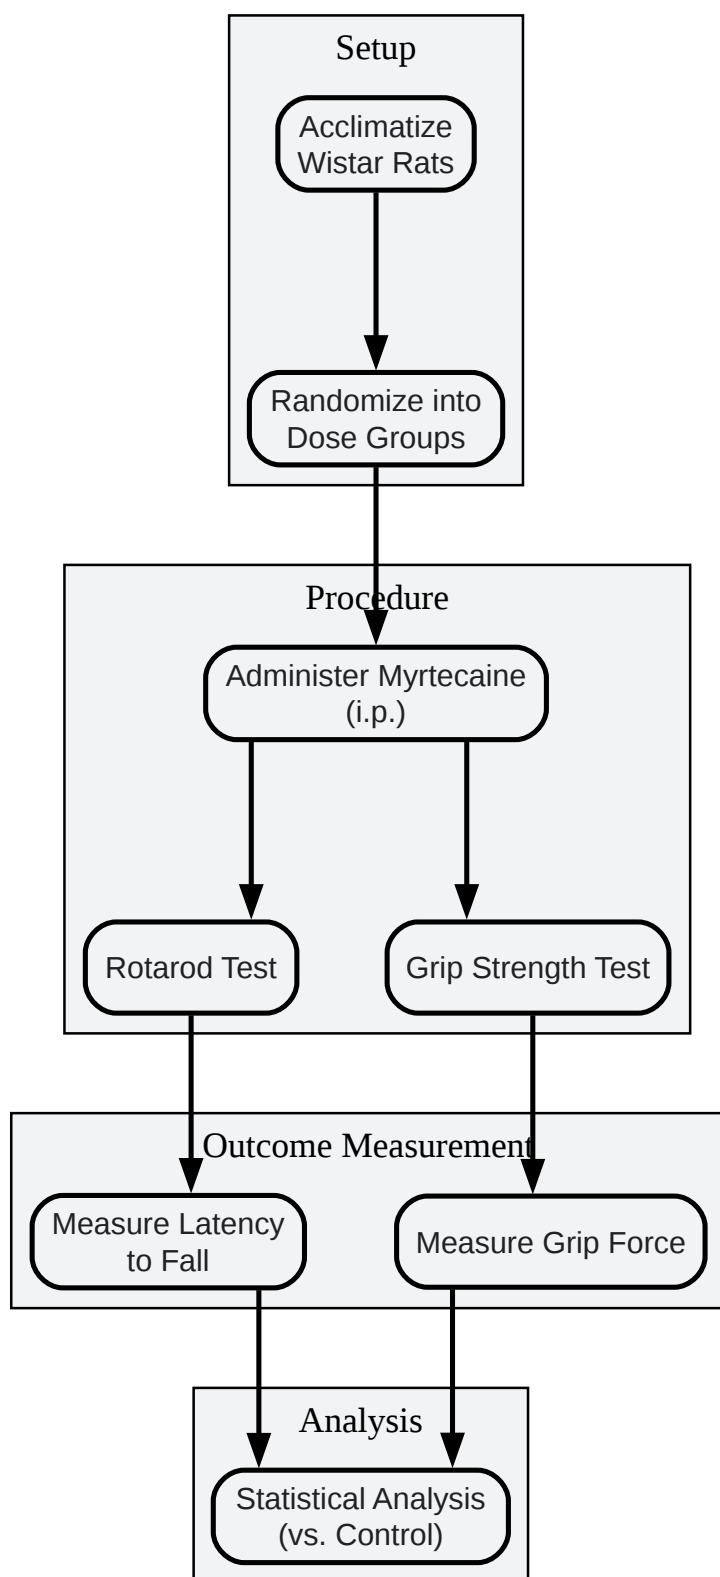 Setup
Acclimatize
Wistar Rats
Randomize into
Dose Groups
Procedure
Administer Myrtecaine
(i.p.)
Rotarod Test
Grip Strength Test
Outcome Measurement
Measure Latency
to Fall
Measure Grip Force
Analysis
Statistical Analysis
(vs. Control)